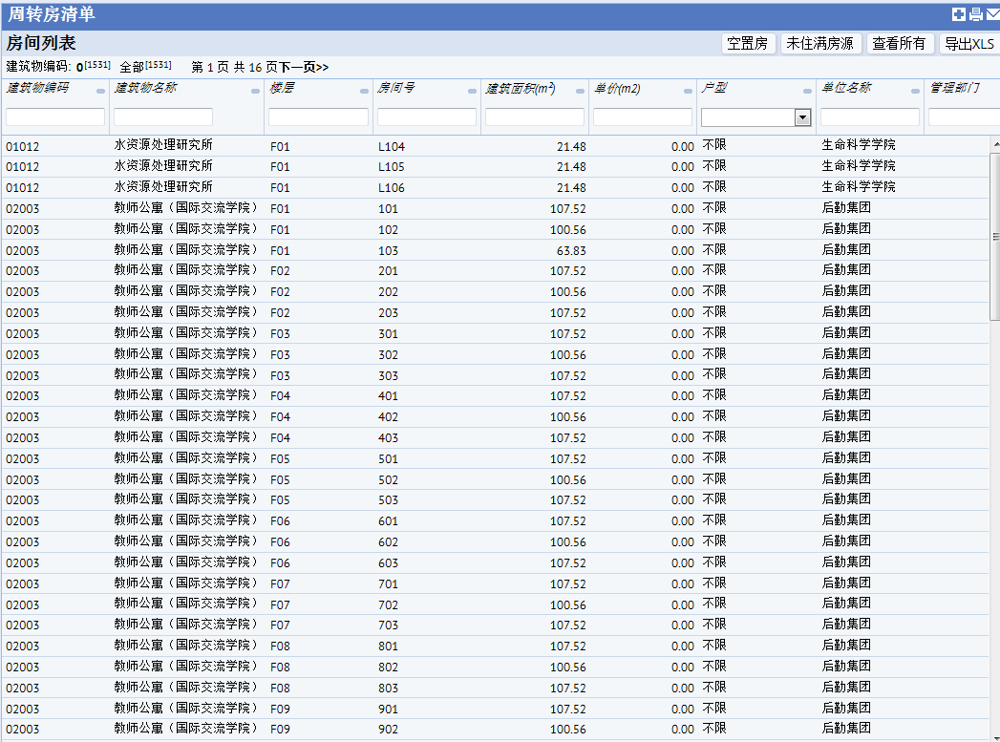 周转房清单
房间列表 空置房 未住满房源 查看所有 导出XLS
建筑物编码: 0[1531] 全部[1531] 第 1 页 共 16 页下一页>>
建筑物编码 建筑物名称 楼层 房间号 建筑面积(m²) 单价(m2) 户型 单位名称 管理部门
01012 水资源处理研究所 F01 L104 21.48 0.00 不限 生命科学学院
01012 水资源处理研究所 F01 L105 21.48 0.00 不限 生命科学学院
01012 水资源处理研究所 F01 L106 21.48 0.00 不限 生命科学学院
02003 教师公寓（国际交流学院） F01 101 107.52 0.00 不限 后勤集团
02003 教师公寓（国际交流学院） F01 102 100.56 0.00 不限 后勤集团
02003 教师公寓（国际交流学院） F01 103 63.83 0.00 不限 后勤集团
02003 教师公寓（国际交流学院） F02 201 107.52 0.00 不限 后勤集团
02003 教师公寓（国际交流学院） F02 202 100.56 0.00 不限 后勤集团
02003 教师公寓（国际交流学院） F02 203 107.52 0.00 不限 后勤集团
02003 教师公寓（国际交流学院） F03 301 107.52 0.00 不限 后勤集团
02003 教师公寓（国际交流学院） F03 302 100.56 0.00 不限 后勤集团
02003 教师公寓（国际交流学院） F03 303 107.52 0.00 不限 后勤集团
02003 教师公寓（国际交流学院） F04 401 107.52 0.00 不限 后勤集团
02003 教师公寓（国际交流学院） F04 402 100.56 0.00 不限 后勤集团
02003 教师公寓（国际交流学院） F04 403 107.52 0.00 不限 后勤集团
02003 教师公寓（国际交流学院） F05 501 107.52 0.00 不限 后勤集团
02003 教师公寓（国际交流学院） F05 502 100.56 0.00 不限 后勤集团
02003 教师公寓（国际交流学院） F05 503 107.52 0.00 不限 后勤集团
02003 教师公寓（国际交流学院） F06 601 107.52 0.00 不限 后勤集团
02003 教师公寓（国际交流学院） F06 602 100.56 0.00 不限 后勤集团
02003 教师公寓（国际交流学院） F06 603 107.52 0.00 不限 后勤集团
02003 教师公寓（国际交流学院） F07 701 107.52 0.00 不限 后勤集团
02003 教师公寓（国际交流学院） F07 702 100.56 0.00 不限 后勤集团
02003 教师公寓（国际交流学院） F07 703 107.52 0.00 不限 后勤集团
02003 教师公寓（国际交流学院） F08 801 107.52 0.00 不限 后勤集团
02003 教师公寓（国际交流学院） F08 802 100.56 0.00 不限 后勤集团
02003 教师公寓（国际交流学院） F08 803 107.52 0.00 不限 后勤集团
02003 教师公寓（国际交流学院） F09 901 107.52 0.00 不限 后勤集团
02003 教师公寓（国际交流学院） F09 902 100.56 0.00 不限 后勤集团